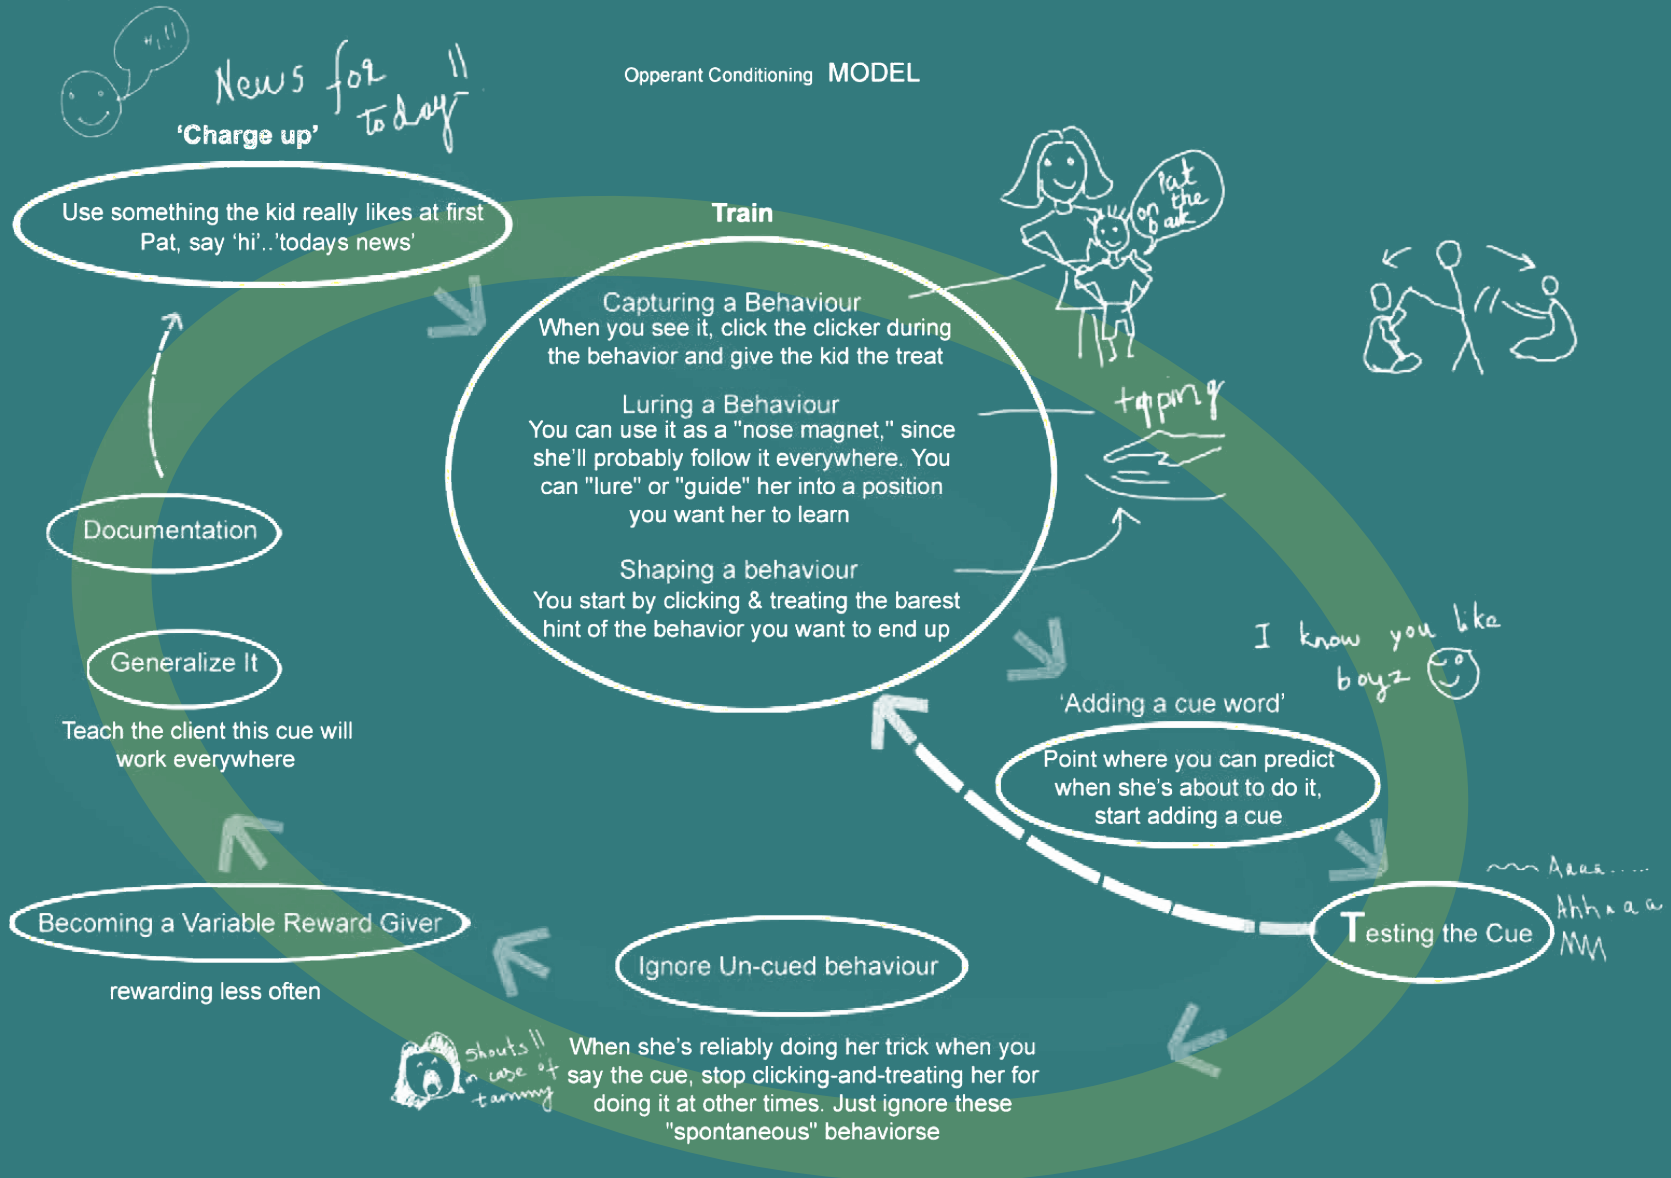 Hi!!
News for
today!!
Opperant Conditioning MODEL
'Charge up'
Use something the kid really likes at first
Pat, say 'hi'..'todays news'
Train
Capturing a Behaviour
When you see it, click the clicker during
the behavior and give the kid the treat
Luring a Behaviour
You can use it as a "nose magnet," since
she'll probably follow it everywhere. You
can "lure" or "guide" her into a position
you want her to learn
Shaping a behaviour
You start by clicking & treating the barest
hint of the behavior you want to end up
Pat
on the
back
tapping
I know you like
boyz
'Adding a cue word'
Point where you can predict
when she's about to do it,
start adding a cue
Testing the Cue
Aaaa.....
Ahhaaa
Ignore Un-cued behaviour
When she's reliably doing her trick when you
say the cue, stop clicking-and-treating her for
doing it at other times. Just ignore these
"spontaneous" behaviorse
shouts!!
in case of
tammy
Becoming a Variable Reward Giver
rewarding less often
Generalize It
Teach the client this cue will
work everywhere
Documentation